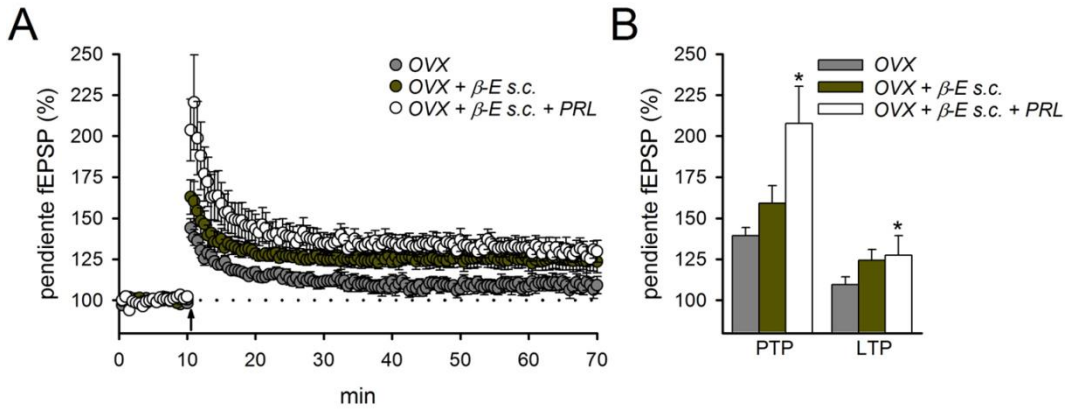 A
pendiente fEPSP (%)
250
225
200
175
150
125
100
0 10 20 30 40 50 60 70
min
OVX
OVX + β-E s.c.
OVX + β-E s.c. + PRL
B
pendiente fEPSP (%)
250
225
200
175
150
125
100
OVX
OVX + β-E s.c.
OVX + β-E s.c. + PRL
*
*
PTP LTP